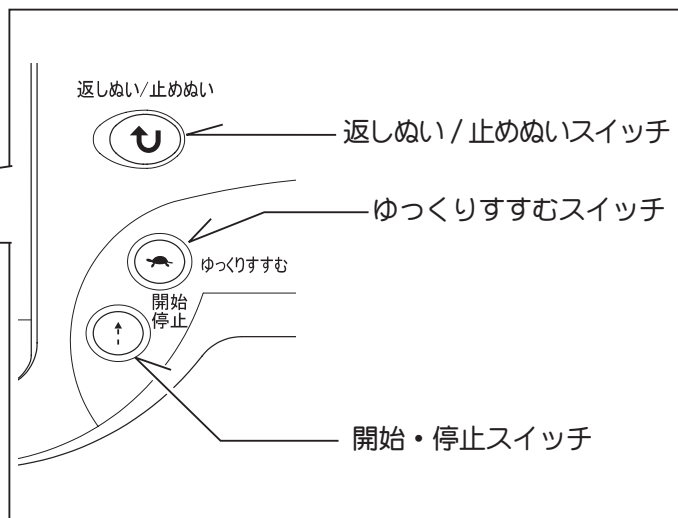 返しぬい/止めぬい
返しぬい / 止めぬいスイッチ
ゆっくりすすむスイッチ
ゆっくりすすむ
開始
停止
開始・停止スイッチ